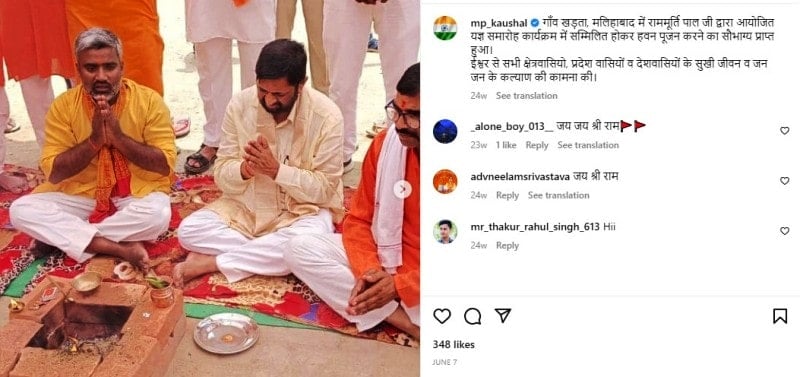 mp_kaushal गाँव खड़ता, मलिहाबाद में राममूर्ति पाल जी द्वारा आयोजित
यज्ञ समारोह कार्यक्रम में सम्मिलित होकर हवन पूजन करने का सौभाग्य प्राप्त
हुआ।
ईश्वर से सभी क्षेत्रवासियो, प्रदेश वासियों व देशवासियों के सुखी जीवन व जन
जन के कल्याण की कामना की।
24w See translation
_alone_boy_013__ जय जय श्री राम🚩🚩
23w 1 like Reply See translation
advneelamsrivastava जय श्री राम
24w Reply See translation
mr_thakur_rahul_singh_613 Hii
24w Reply
348 likes
JUNE 7